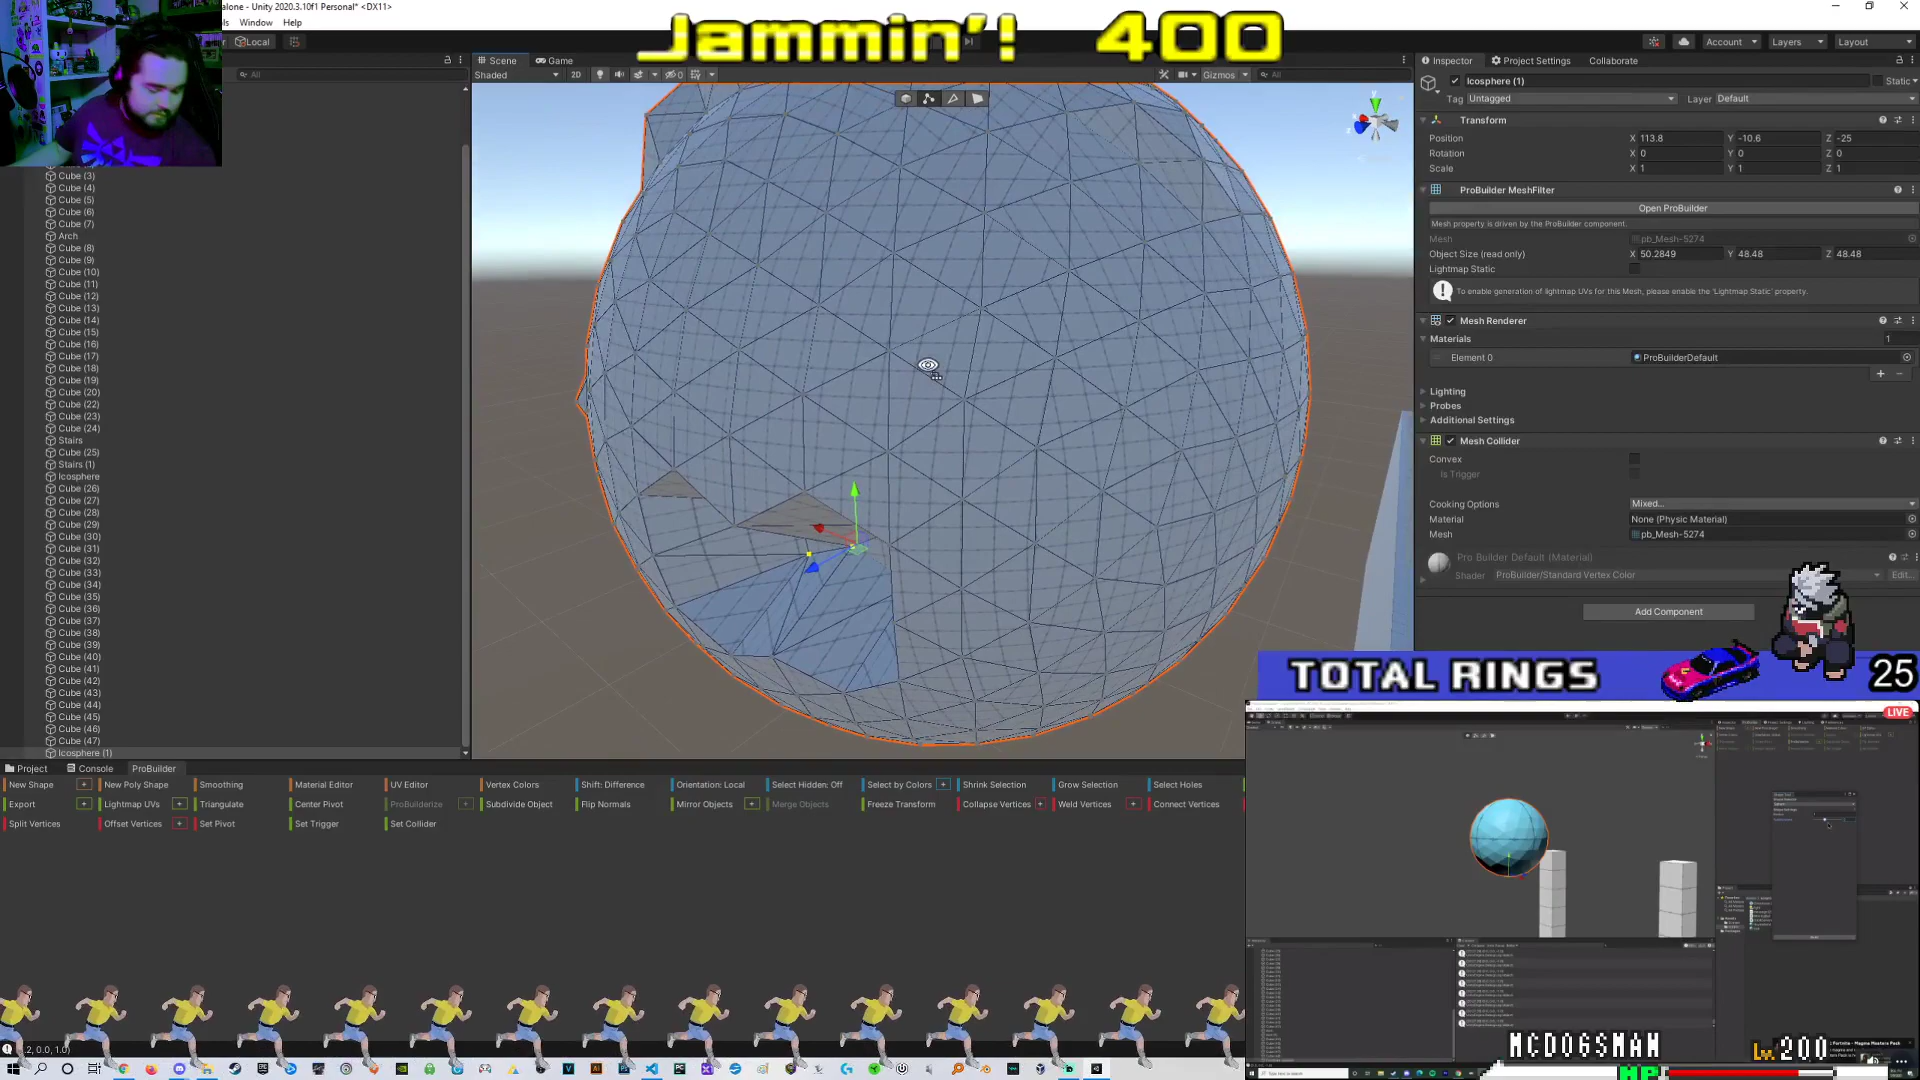 alone - Unity 2020.3.10f1 Personal* <DX11>
Window Help
Local
Jammin'! 400
Account Layers Layout
All
Scene Game
Shaded 2D Gizmos All
Inspector Project Settings Collaborate
Icosphere (1) Static
Tag Untagged Layer Default
Transform
Position X 113.8 Y -10.6 Z -25
Rotation X 0 Y 0 Z 0
Scale X 1 Y 1 Z 1
ProBuilder MeshFilter
Open ProBuilder
Mesh property is driven by the ProBuilder component.
Mesh pb_Mesh-5274
Object Size (read only) X 50.2849 Y 48.48 Z 48.48
Lightmap Static
To enable generation of lightmap UVs for this Mesh, please enable the 'Lightmap Static' property.
Mesh Renderer
Materials 1
Element 0 ProBuilderDefault
Lighting
Probes
Additional Settings
Mesh Collider
Convex
Is Trigger
Cooking Options Mixed...
Material None (Physic Material)
Mesh pb_Mesh-5274
Pro Builder Default (Material)
Shader ProBuilder/Standard Vertex Color Edit...
Add Component
Cube (3)
Cube (4)
Cube (5)
Cube (6)
Cube (7)
Arch
Cube (8)
Cube (9)
Cube (10)
Cube (11)
Cube (12)
Cube (13)
Cube (14)
Cube (15)
Cube (16)
Cube (17)
Cube (18)
Cube (19)
Cube (20)
Cube (22)
Cube (23)
Cube (24)
Stairs
Cube (25)
Stairs (1)
Icosphere
Cube (26)
Cube (27)
Cube (28)
Cube (29)
Cube (30)
Cube (31)
Cube (32)
Cube (33)
Cube (34)
Cube (35)
Cube (36)
Cube (37)
Cube (38)
Cube (39)
Cube (40)
Cube (41)
Cube (42)
Cube (43)
Cube (44)
Cube (45)
Cube (46)
Cube (47)
Icosphere (1)
TOTAL RINGS 25
LIVE
Project Console ProBuilder
New Shape New Poly Shape Smoothing Material Editor UV Editor Vertex Colors Shift: Difference Orientation: Local Select Hidden: Off Select by Colors Shrink Selection Grow Selection Select Holes
Export Lightmap UVs Triangulate Center Pivot ProBuilderize Subdivide Object Flip Normals Mirror Objects Merge Objects Freeze Transform Collapse Vertices Weld Vertices Connect Vertices
Split Vertices Offset Vertices Set Pivot Set Trigger Set Collider
.2, 0.0, 1.0)
MCDOGSMAN
Lv.200
HP